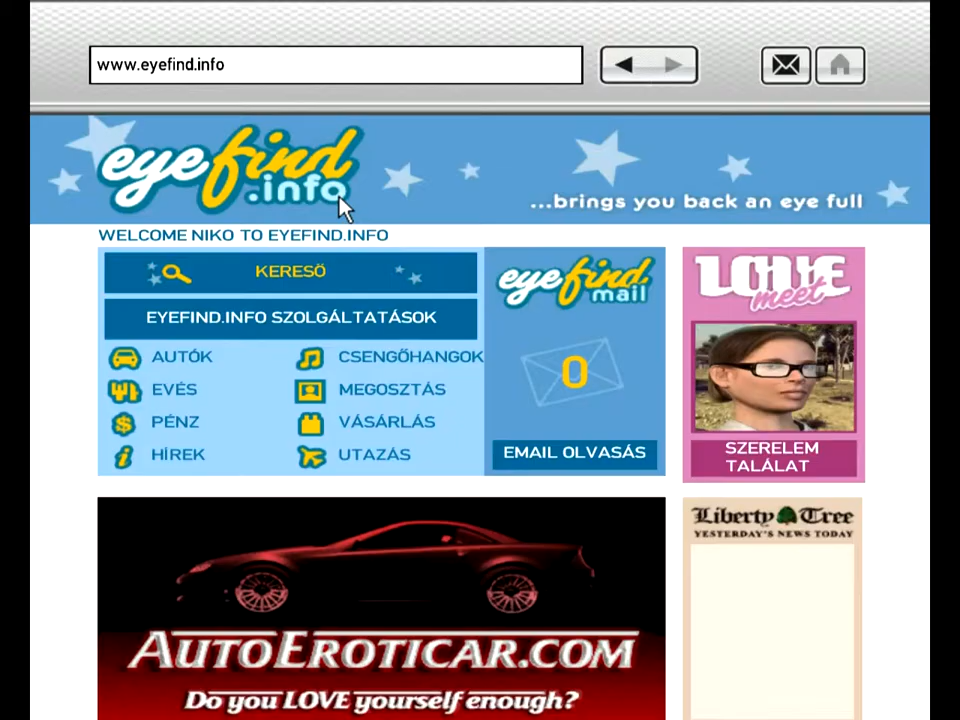 www.eyefind.info
eyefind
.info
...brings you back an eye full
WELCOME NIKO TO EYEFIND.INFO
KERESŐ
EYEFIND.INFO SZOLGÁLTATÁSOK
AUTÓK
CSENGŐHANGOK
EVÉS
MEGOSZTÁS
PÉNZ
VÁSÁRLÁS
HÍREK
UTAZÁS
eyefind
mail
0
EMAIL OLVASÁS
LOVE
meet
SZERELEM
TALÁLAT
AUTOEROTICAR.COM
Do you LOVE yourself enough?
Liberty Tree
YESTERDAY'S NEWS TODAY